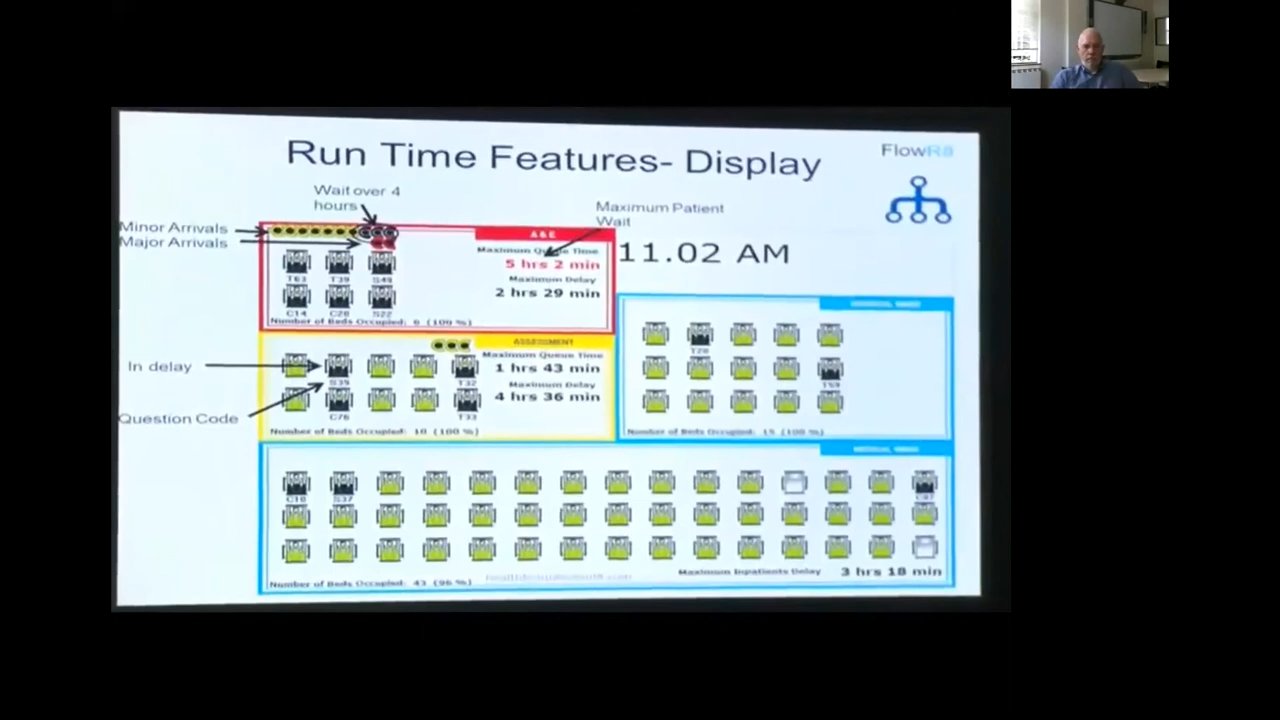 Run Time Features- Display
FlowR8
Wait over 4
hours
Maximum Patient
Wait
Minor Arrivals
Major Arrivals
A&E
Maximum Queue Time
5 hrs 2 min
Maximum Delay
2 hrs 29 min
11.02 AM
T63 T39 S48
C14 C28 S22
Number of Beds Occupied: 6 (100 %)
ASSESSMENT
Maximum Queue Time
1 hrs 43 min
Maximum Delay
4 hrs 36 min
In delay
S39 T32
Question Code
C76 T33
Number of Beds Occupied: 10 (100 %)
T28
T59
Number of Beds Occupied: 15 (100 %)
C18 S37
Number of Beds Occupied: 43 (96 %)
Maximum Inpatients Delay 3 hrs 18 min